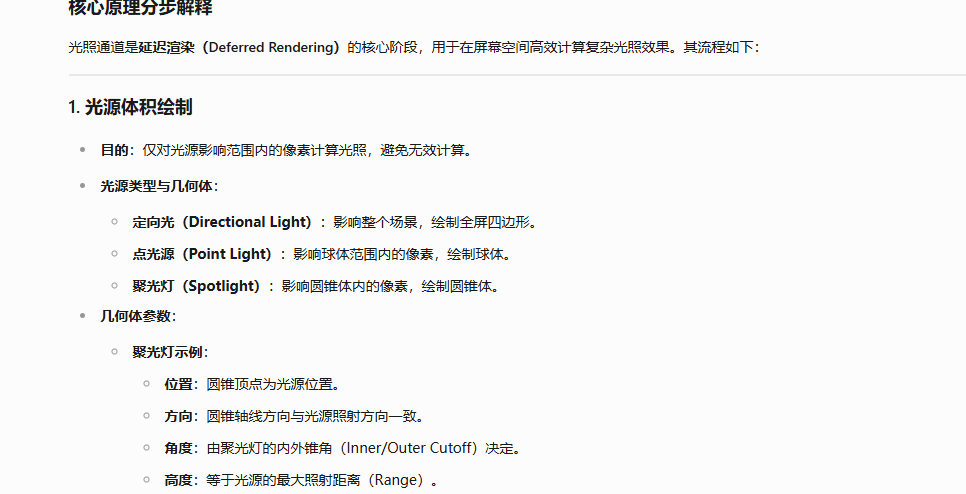 核心原理分步解释
光照通道是延迟渲染（Deferred Rendering）的核心阶段，用于在屏幕空间高效计算复杂光照效果。其流程如下：
1. 光源体积绘制
目的：仅对光源影响范围内的像素计算光照，避免无效计算。
光源类型与几何体：
定向光（Directional Light）：影响整个场景，绘制全屏四边形。
点光源（Point Light）：影响球体范围内的像素，绘制球体。
聚光灯（Spotlight）：影响圆锥体内的像素，绘制圆锥体。
几何体参数：
聚光灯示例：
位置：圆锥顶点为光源位置。
方向：圆锥轴线方向与光源照射方向一致。
角度：由聚光灯的内外锥角（Inner/Outer Cutoff）决定。
高度：等于光源的最大照射距离（Range）。